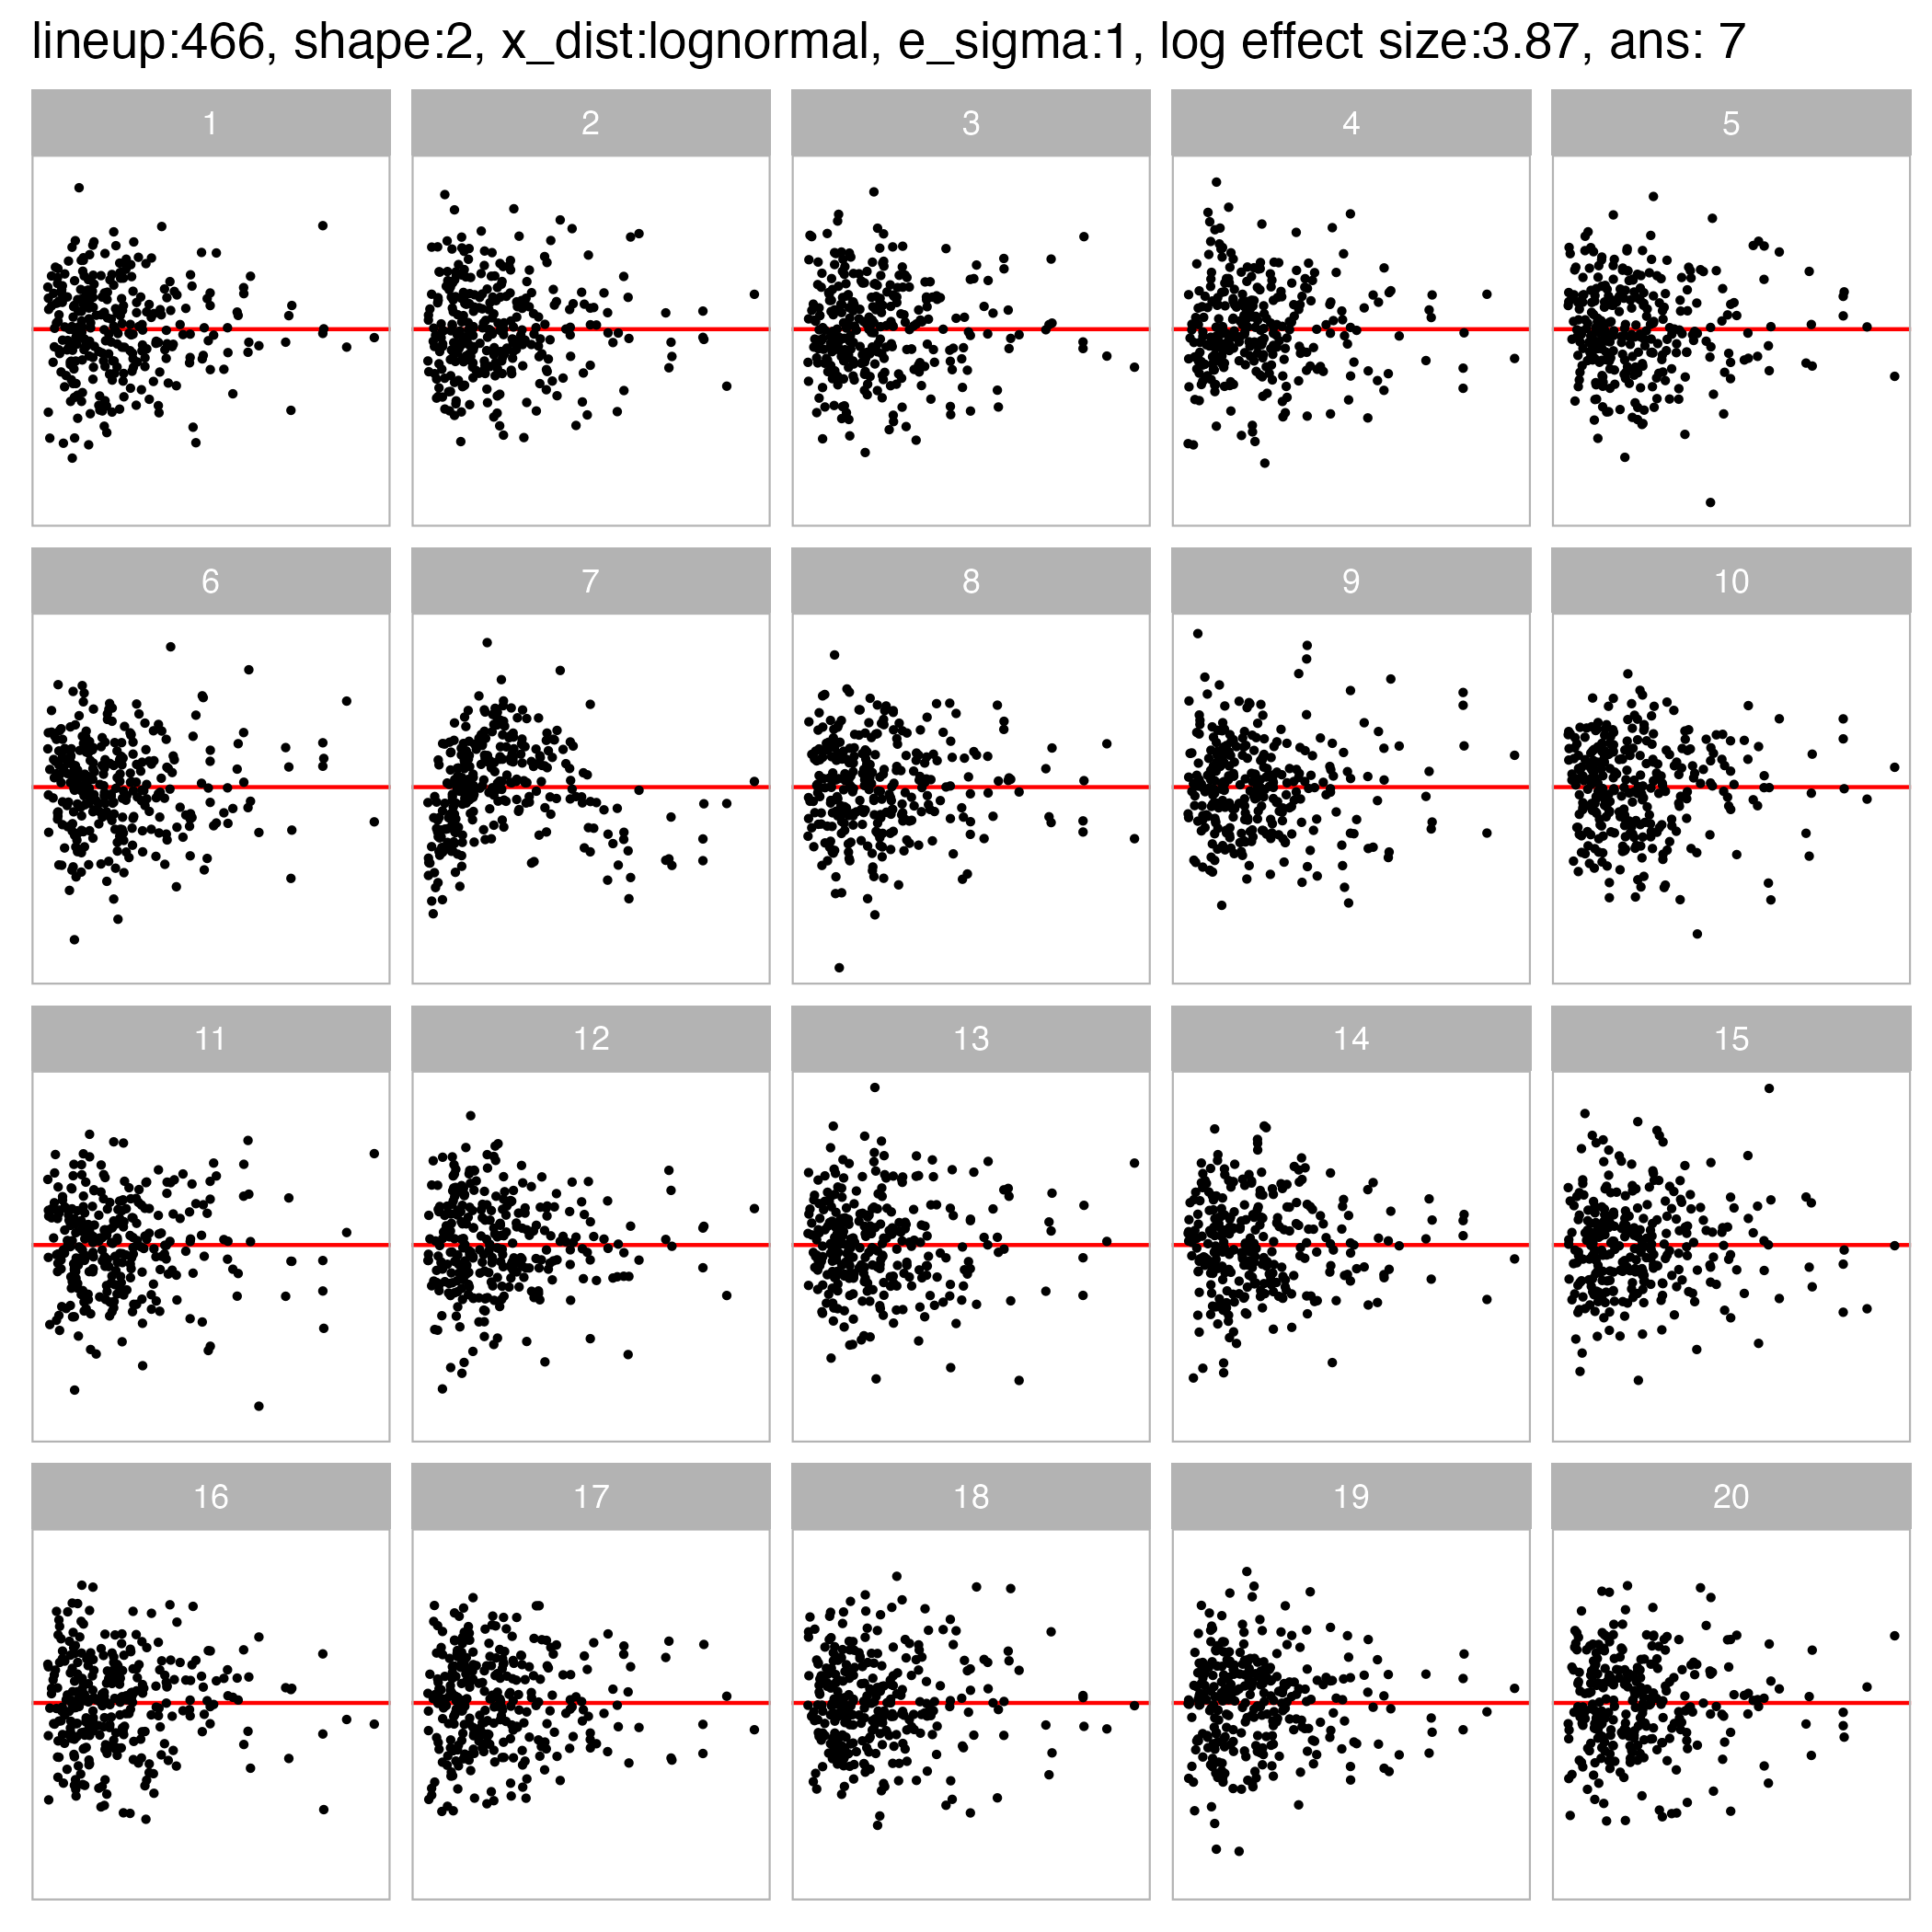 lineup:466, shape:2, x_dist:lognormal, e_sigma:1, log effect size:3.87, ans: 7
1 2 3 4 5
6 7 8 9 10
11 12 13 14 15
16 17 18 19 20